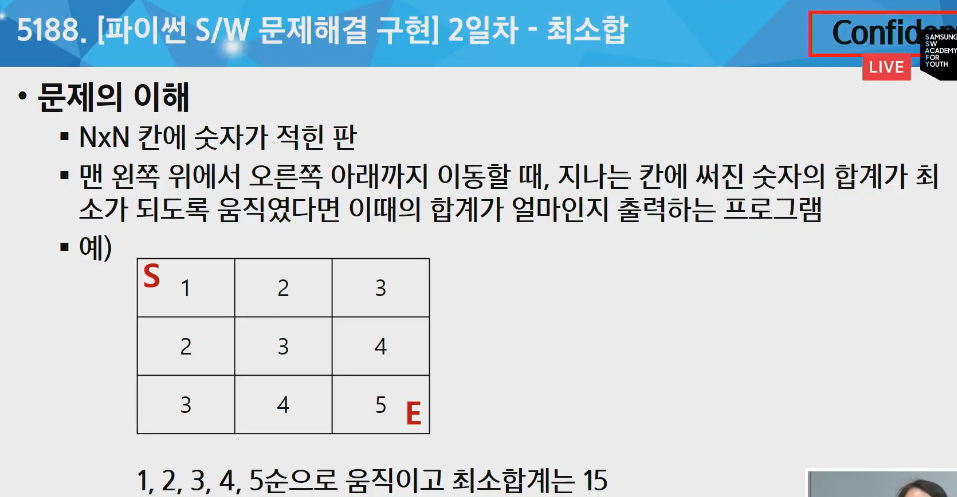 5188. [파이썬 S/W 문제해결 구현] 2일차 - 최소합
Confiden
LIVE
SAMSUNG
SW
ACADEMY
FOR
YOUTH
• 문제의 이해
▪ NxN 칸에 숫자가 적힌 판
▪ 맨 왼쪽 위에서 오른쪽 아래까지 이동할 때, 지나는 칸에 써진 숫자의 합계가 최
소가 되도록 움직였다면 이때의 합계가 얼마인지 출력하는 프로그램
▪ 예)
S 1 2 3
2 3 4
3 4 5 E
1, 2, 3, 4, 5순으로 움직이고 최소합계는 15